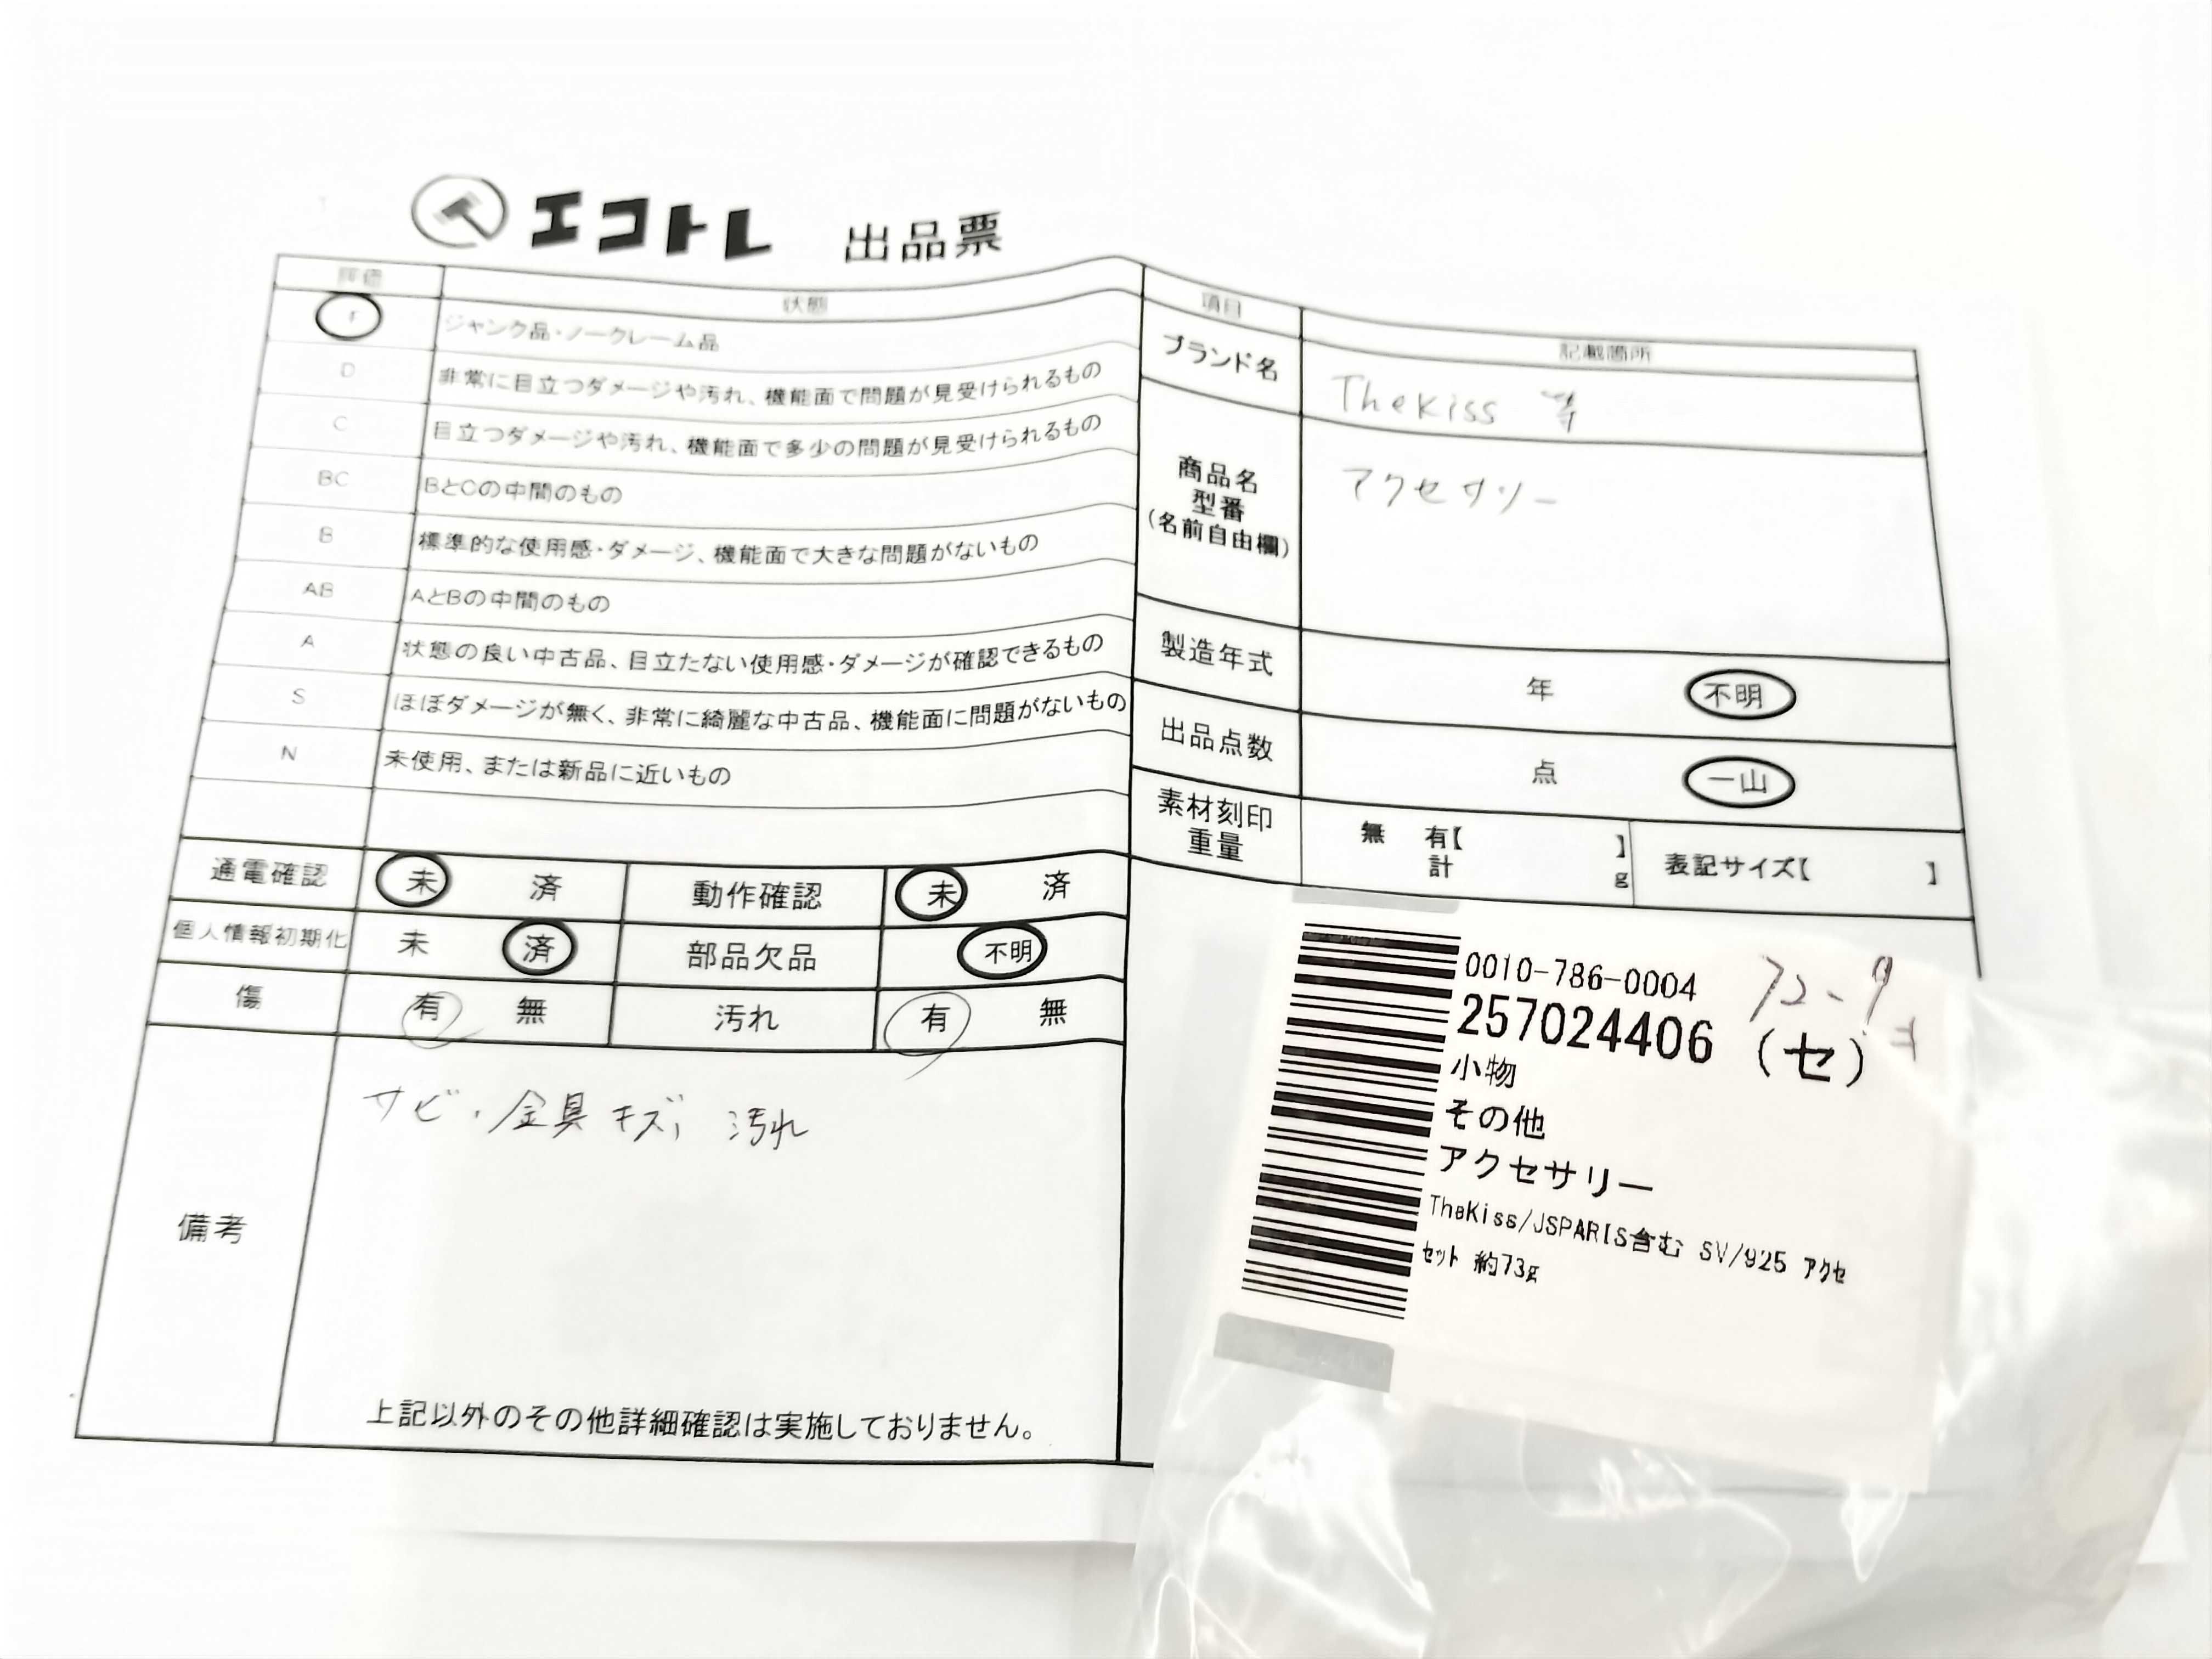 エコトレ 出品票
評価 状態
ジャンク品・ノークレーム品
D 非常に目立つダメージや汚れ、機能面で問題が見受けられるもの
C 目立つダメージや汚れ、機能面で多少の問題が見受けられるもの
BC BとCの中間のもの
B 標準的な使用感・ダメージ、機能面で大きな問題がないもの
AB AとBの中間のもの
A 状態の良い中古品、目立たない使用感・ダメージが確認できるもの
S ほぼダメージが無く、非常に綺麗な中古品、機能面に問題がないもの
N 未使用、または新品に近いもの
通電確認 未 済 動作確認 未 済
個人情報初期化 未 済 部品欠品 不明
傷 有 無 汚れ 有 無
備考
サビ・金具キズ、汚れ
上記以外のその他詳細確認は実施しておりません。
項目 記載箇所
ブランド名 TheKiss 等
商品名
型番
(名前自由欄)
アクセサリー
製造年式 年 不明
出品点数 点 一山
素材刻印
重量
無 有【 】
計 g
表記サイズ【 】
0010-786-0004
257024406 (セ)
小物
その他
アクセサリー
TheKiss/JSPARIS含む SV/925 アクセ
セット 約73g